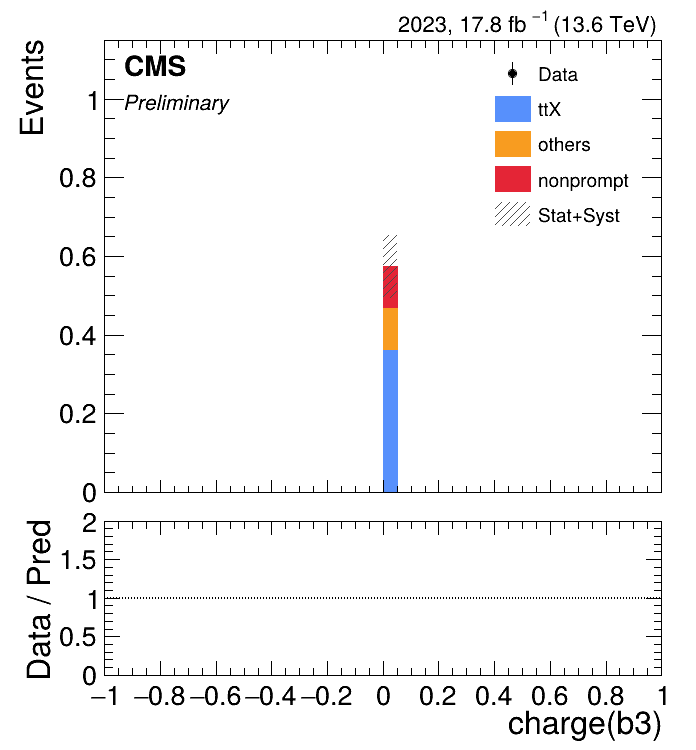 2023, 17.8 fb⁻¹ (13.6 TeV)
Events
CMS
Preliminary
Data
ttX
others
nonprompt
Stat+Syst
1
0.8
0.6
0.4
0.2
0
Data / Pred
2
1.5
1
0.5
0
−1 −0.8 −0.6 −0.4 −0.2 0 0.2 0.4 0.6 0.8 1
charge(b3)